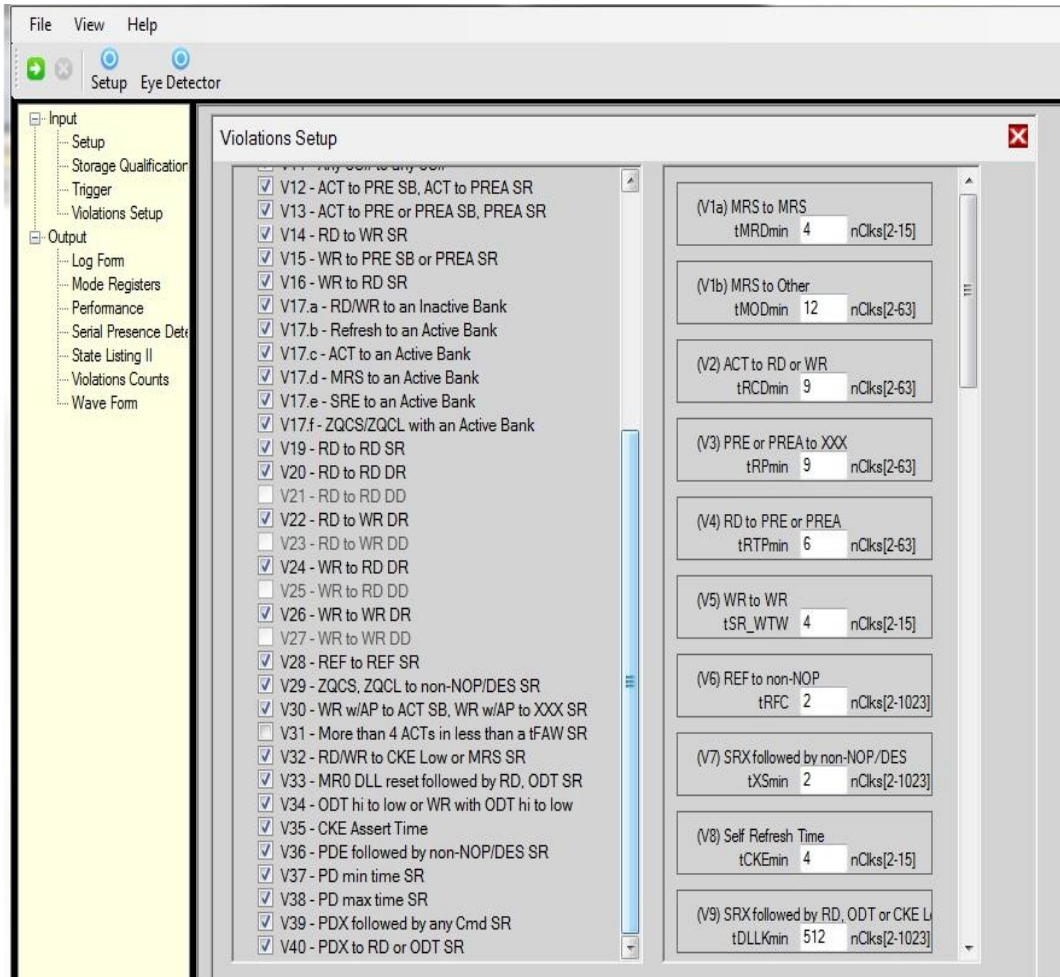 File View Help
Setup Eye Detector
Input
Setup
Storage Qualification
Trigger
Violations Setup
Output
Log Form
Mode Registers
Performance
Serial Presence Dete
State Listing II
Violations Counts
Wave Form
Violations Setup
V12 - ACT to PRE SB, ACT to PREA SR
V13 - ACT to PRE or PREA SB, PREA SR
V14 - RD to WR SR
V15 - WR to PRE SB or PREA SR
V16 - WR to RD SR
V17.a - RD/WR to an Inactive Bank
V17.b - Refresh to an Active Bank
V17.c - ACT to an Active Bank
V17.d - MRS to an Active Bank
V17.e - SRE to an Active Bank
V17.f - ZQCS/ZQCL with an Active Bank
V19 - RD to RD SR
V20 - RD to RD DR
V21 - RD to RD DD
V22 - RD to WR DR
V23 - RD to WR DD
V24 - WR to RD DR
V25 - WR to RD DD
V26 - WR to WR DR
V27 - WR to WR DD
V28 - REF to REF SR
V29 - ZQCS, ZQCL to non-NOP/DES SR
V30 - WR w/AP to ACT SB, WR w/AP to XXX SR
V31 - More than 4 ACTs in less than a tFAW SR
V32 - RD/WR to CKE Low or MRS SR
V33 - MR0 DLL reset followed by RD, ODT SR
V34 - ODT hi to low or WR with ODT hi to low
V35 - CKE Assert Time
V36 - PDE followed by non-NOP/DES SR
V37 - PD min time SR
V38 - PD max time SR
V39 - PDX followed by any Cmd SR
V40 - PDX to RD or ODT SR
(V1a) MRS to MRS
tMRDmin 4 nClks[2-15]
(V1b) MRS to Other
tMODmin 12 nClks[2-63]
(V2) ACT to RD or WR
tRCDmin 9 nClks[2-63]
(V3) PRE or PREA to XXX
tRPmin 9 nClks[2-63]
(V4) RD to PRE or PREA
tRTPmin 6 nClks[2-63]
(V5) WR to WR
tSR_WTW 4 nClks[2-15]
(V6) REF to non-NOP
tRFC 2 nClks[2-1023]
(V7) SRX followed by non-NOP/DES
tXSmin 2 nClks[2-1023]
(V8) Self Refresh Time
tCKEmin 4 nClks[2-15]
(V9) SRX followed by RD, ODT or CKE L
tDLLKmin 512 nClks[2-1023]